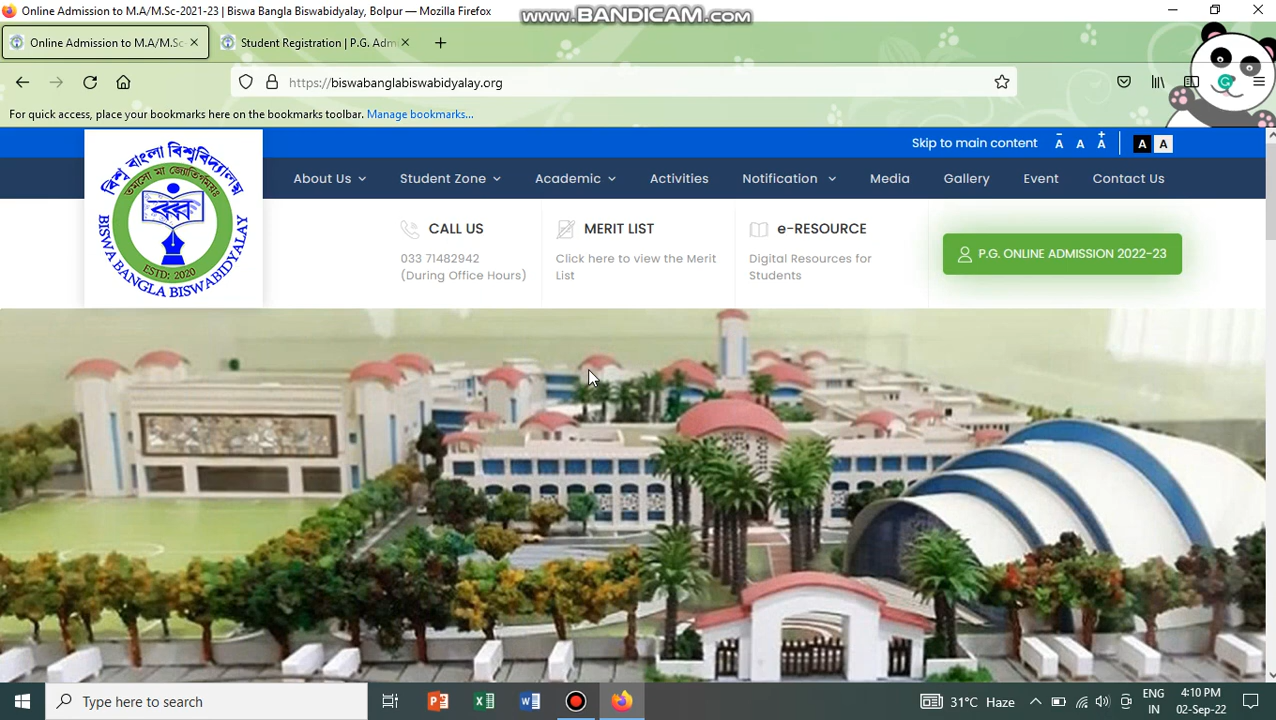 Online Admission to M.A/M.Sc-2021-23 | Biswa Bangla Biswabidyalay, Bolpur — Mozilla Firefox
www.BANDICAM.com
Online Admission to M.A/M.Sc-
Student Registration | P.G. Adm
https://biswabanglabiswabidyalay.org
For quick access, place your bookmarks here on the bookmarks toolbar. Manage bookmarks...
Skip to main content A A A A A
About Us Student Zone Academic Activities Notification Media Gallery Event Contact Us
বিশ্ব বাংলা বিশ্ববিদ্যালয়
তমসো মা জ্যোতির্গময়ঃ
BISWA BANGLA BISWABIDYALAY
ESTD: 2020
CALL US
033 71482942
(During Office Hours)
MERIT LIST
Click here to view the Merit
List
e-RESOURCE
Digital Resources for
Students
P.G. ONLINE ADMISSION 2022-23
Type here to search
31°C Haze
ENG
IN
4:10 PM
02-Sep-22